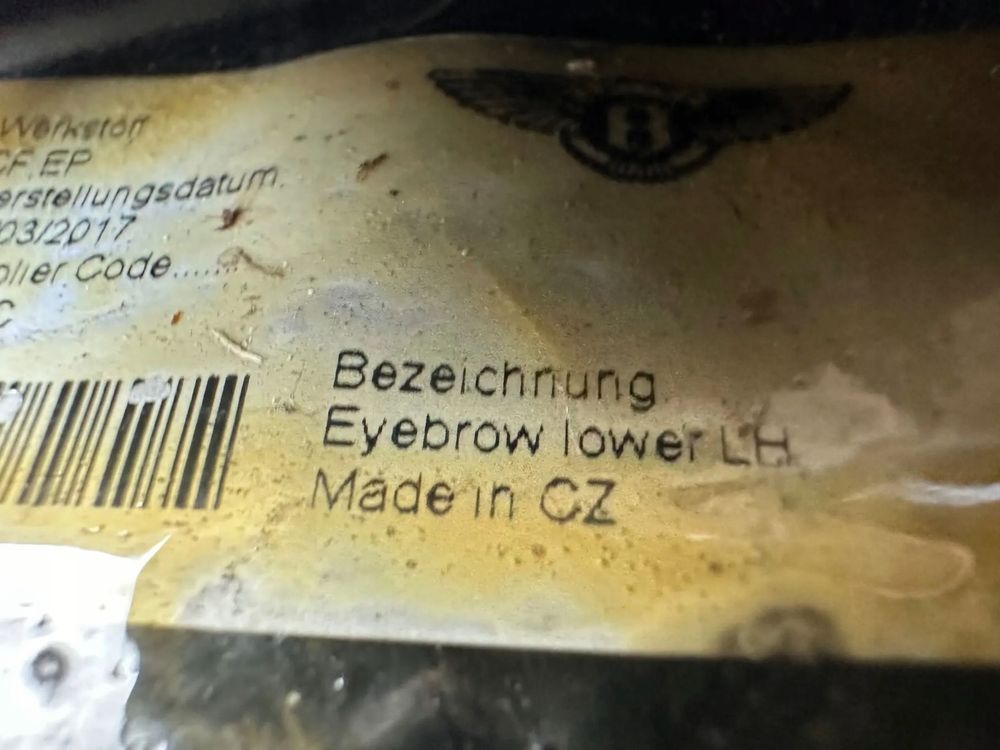 B
Werkstoff
CF, EP
erstellungsdatum
03/2017
plier Code.......
C
Bezeichnung
Eyebrow lower LH
Made in CZ